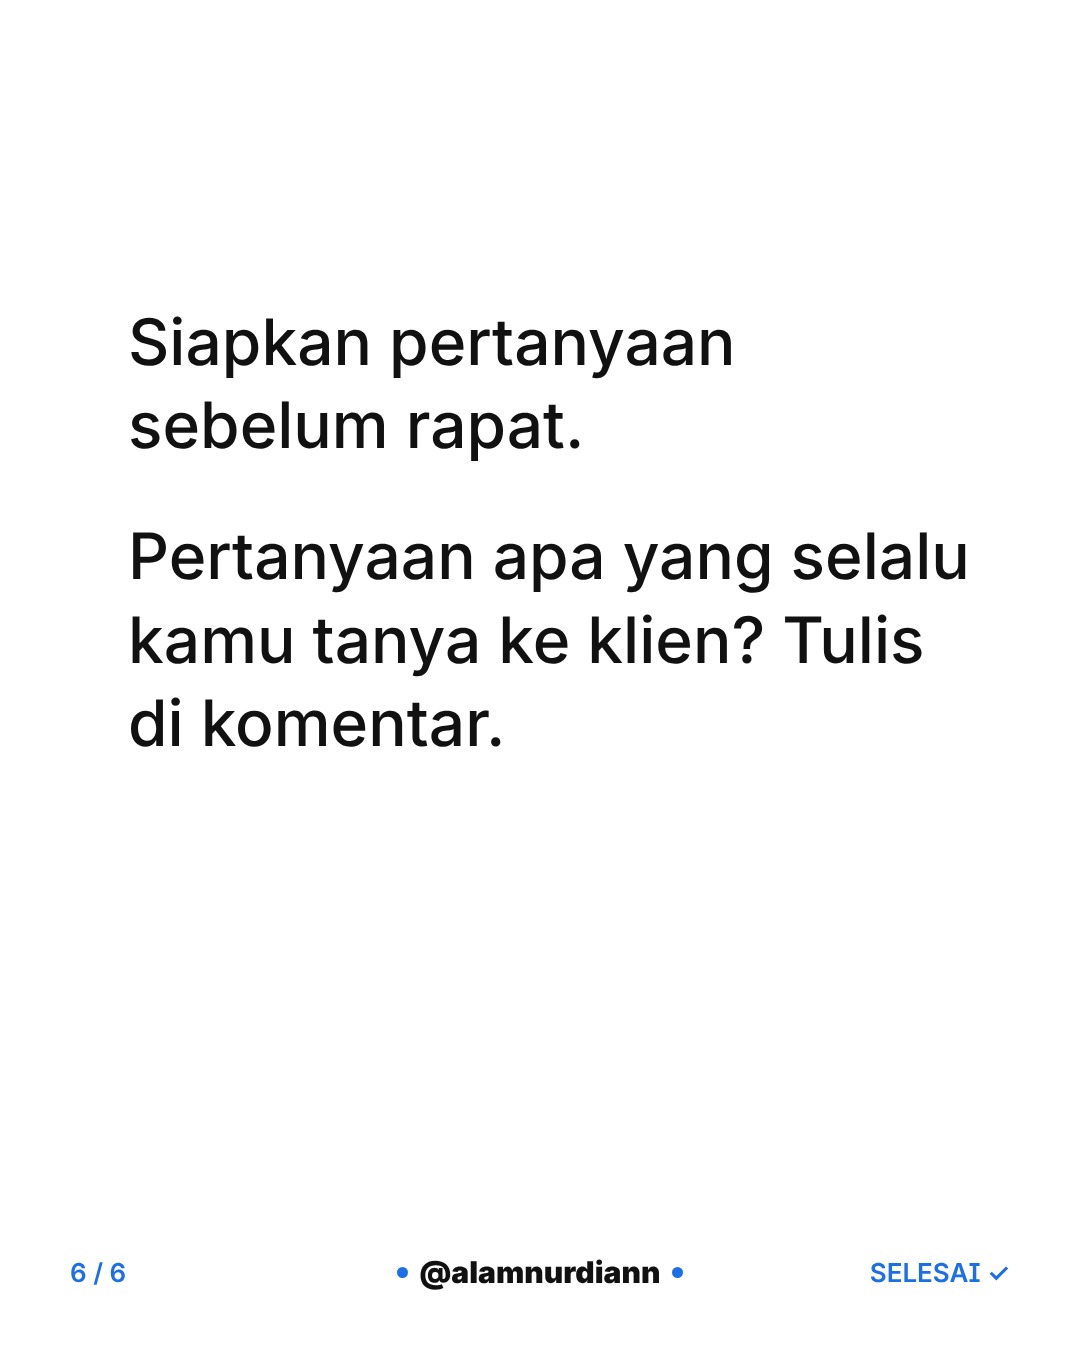 Siapkan pertanyaan
sebelum rapat.
Pertanyaan apa yang selalu
kamu tanya ke klien? Tulis
di komentar.
6 / 6
• @alamnurdiann •
SELESAI ✓